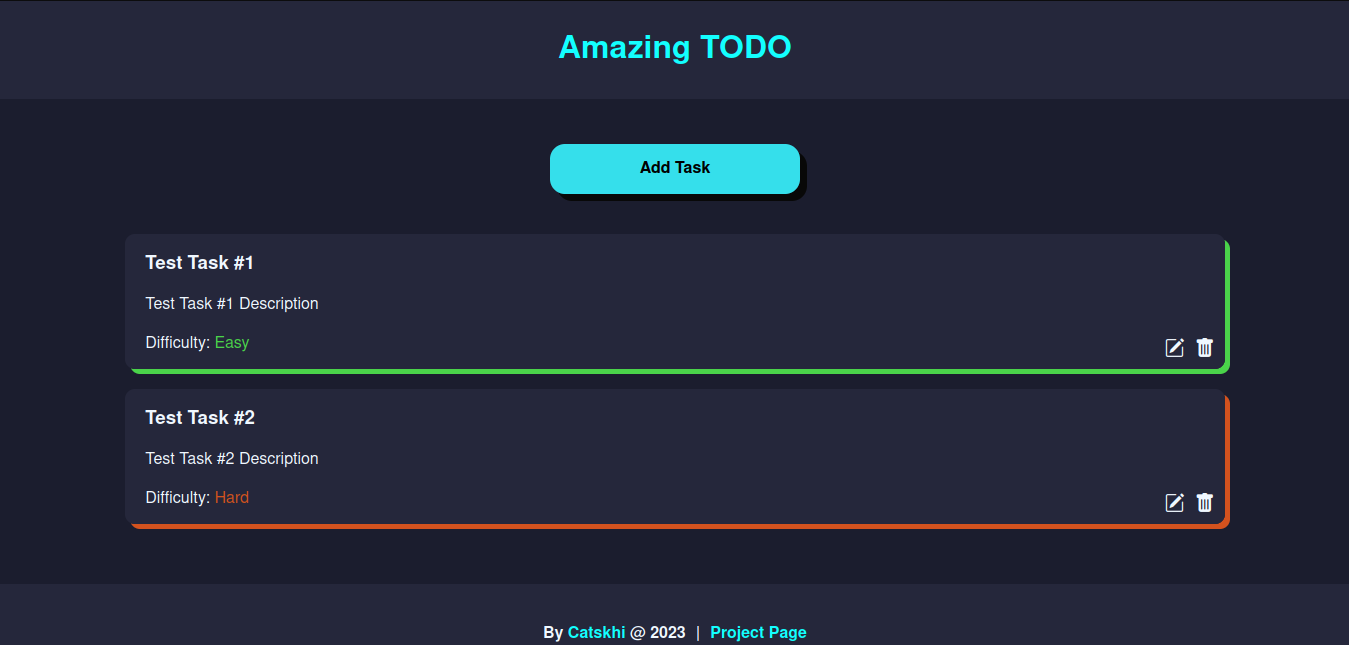 Amazing TODO
Add Task
Test Task #1
Test Task #1 Description
Difficulty: Easy
Test Task #2
Test Task #2 Description
Difficulty: Hard
By Catskhi @ 2023 | Project Page